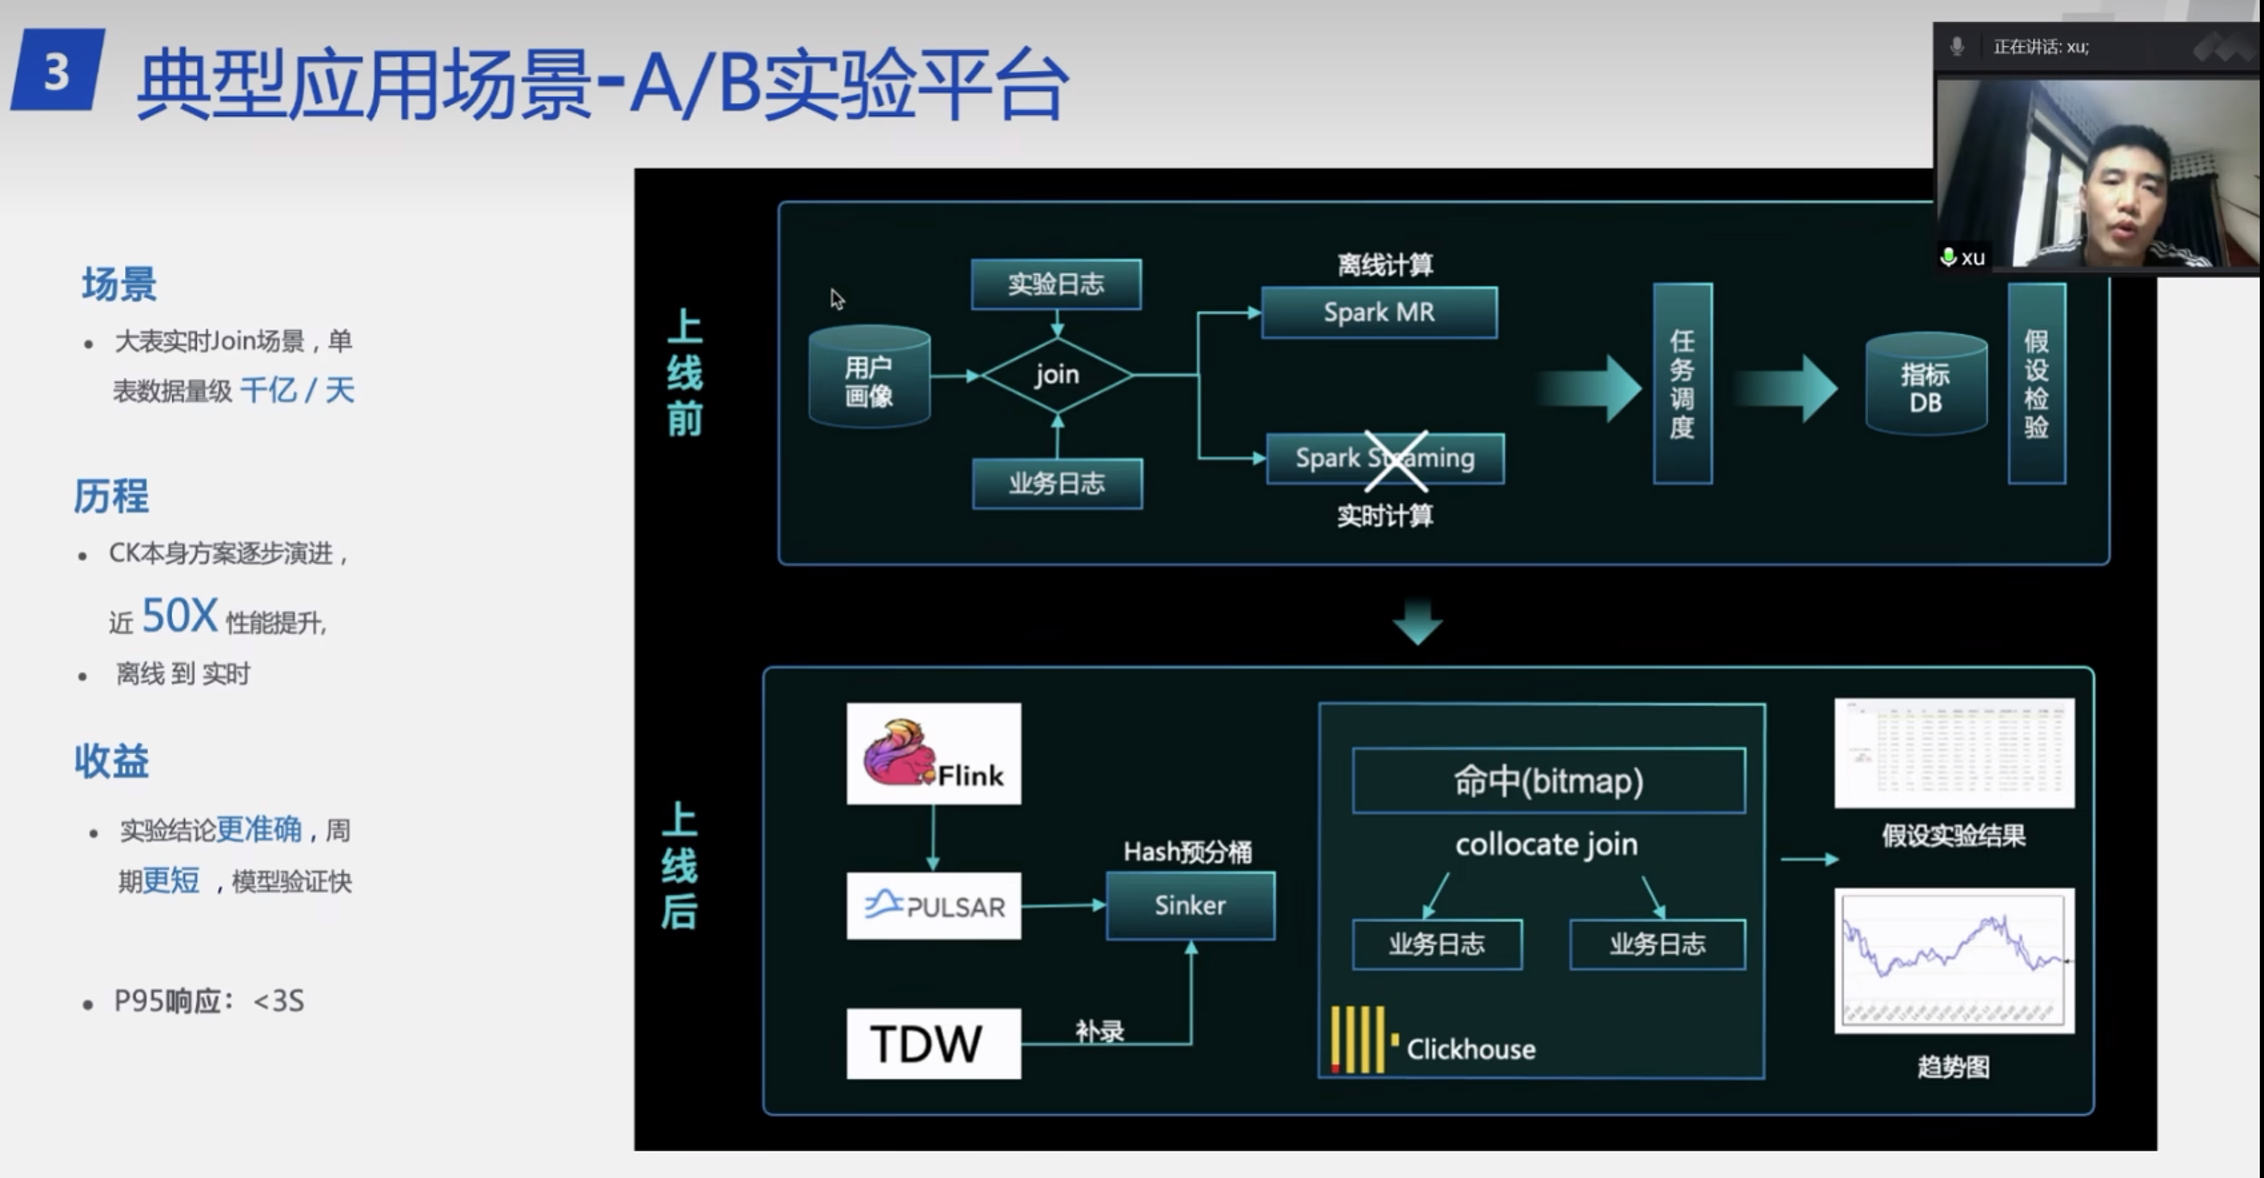 3
典型应用场景-A/B实验平台
正在讲话: xu;
xu
场景
• 大表实时Join场景，单
表数据量级 千亿 / 天
历程
• CK本身方案逐步演进，
近 50X 性能提升,
• 离线 到 实时
收益
• 实验结论更准确，周
期更短 ，模型验证快
• P95响应：<3S
上线前
用户
画像
实验日志
join
业务日志
离线计算
Spark MR
Spark Steaming
实时计算
任务调度
指标
DB
假设检验
上线后
Flink
PULSAR
TDW
补录
Hash预分桶
Sinker
命中(bitmap)
collocate join
业务日志
业务日志
Clickhouse
假设实验结果
趋势图